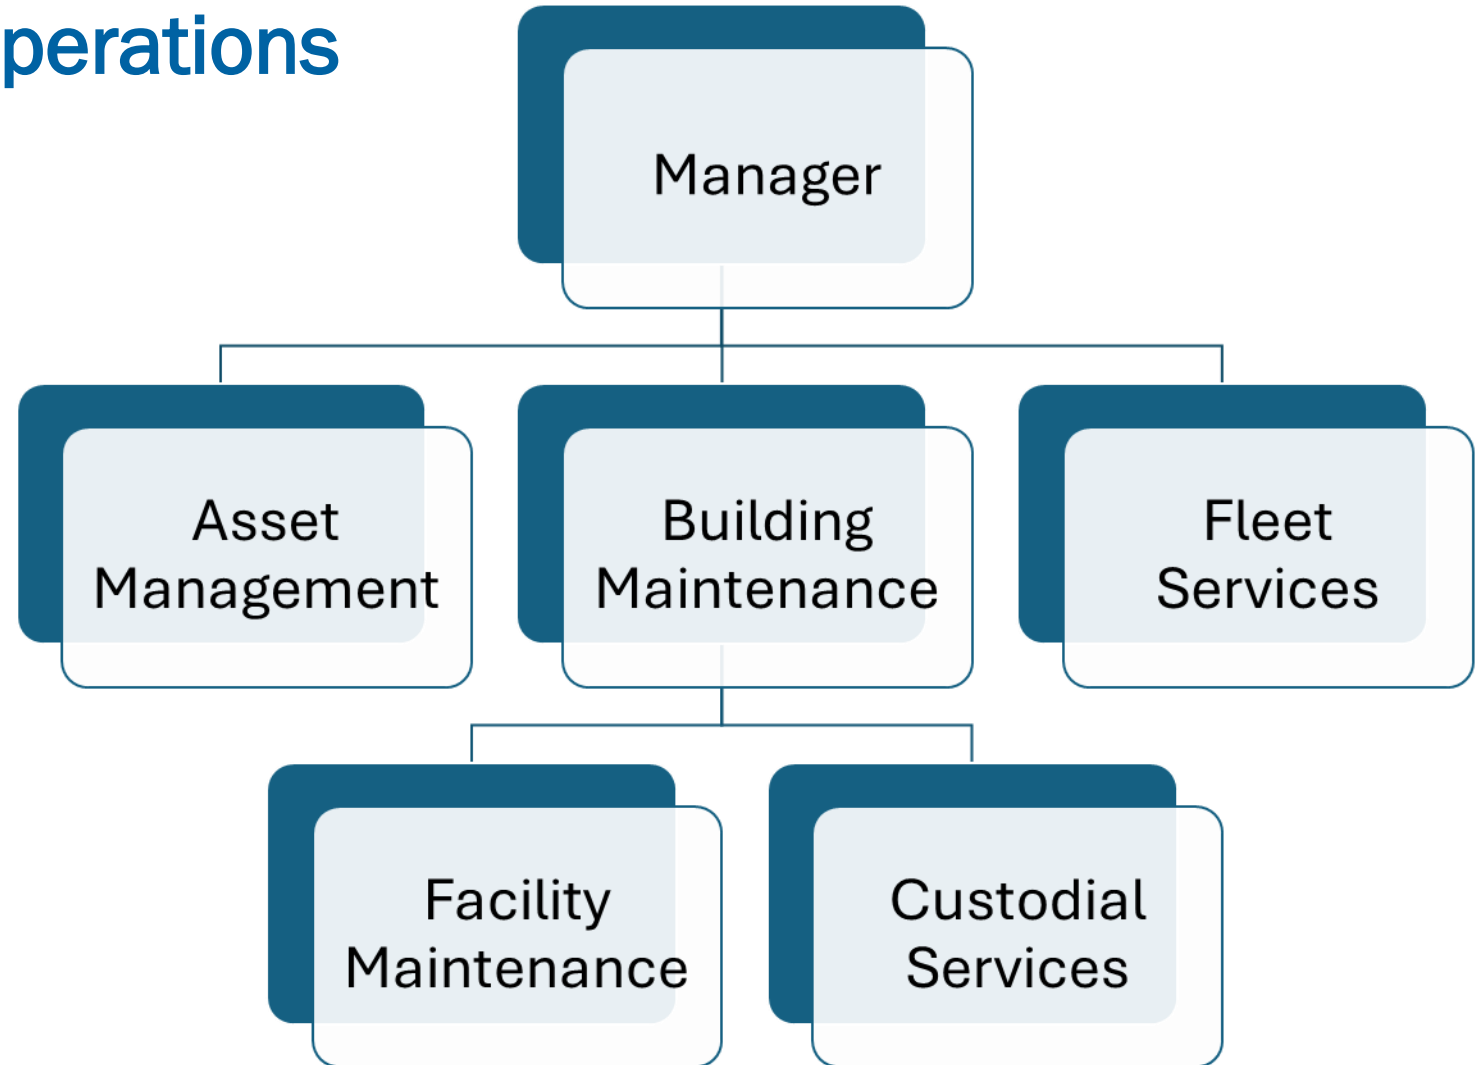 perations
Manager
Asset
Management
Building
Maintenance
Fleet
Services
Facility
Maintenance
Custodial
Services